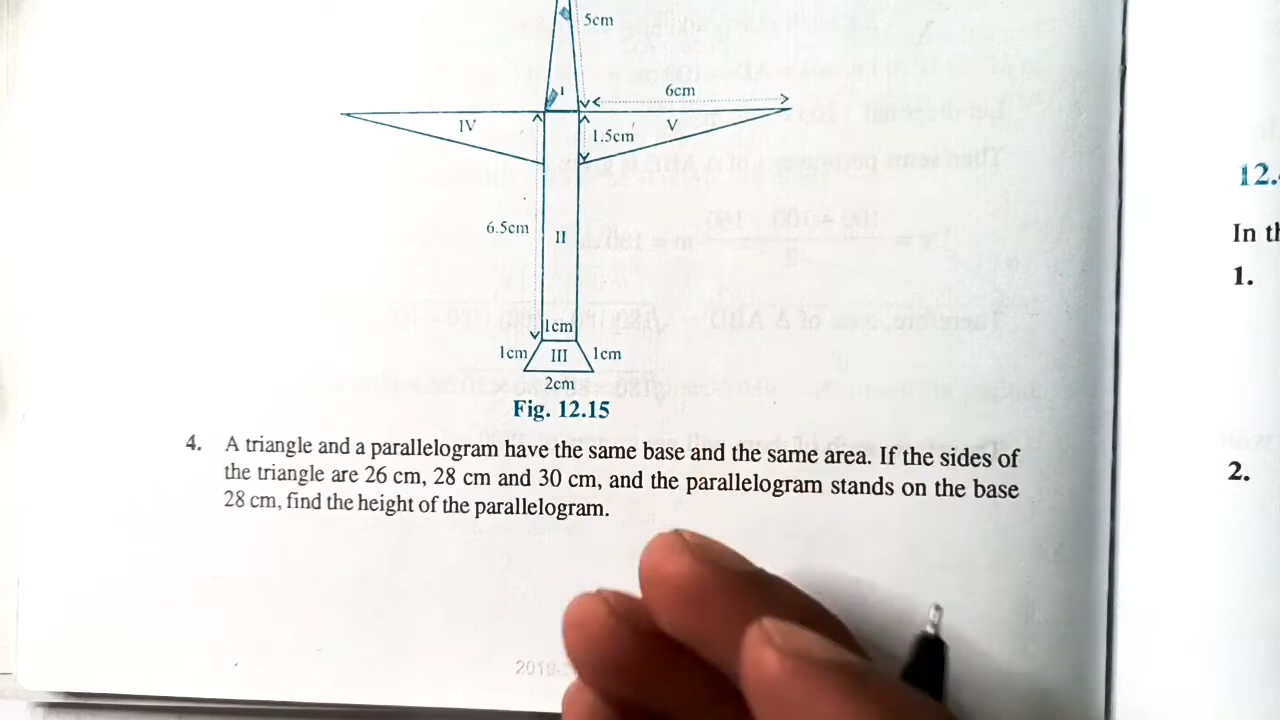 5cm
I
6cm
IV
1.5cm
V
6.5cm
II
1cm
1cm
III
1cm
2cm
Fig. 12.15
4. A triangle and a parallelogram have the same base and the same area. If the sides of
the triangle are 26 cm, 28 cm and 30 cm, and the parallelogram stands on the base
28 cm, find the height of the parallelogram.
12.
In th
1.
2.